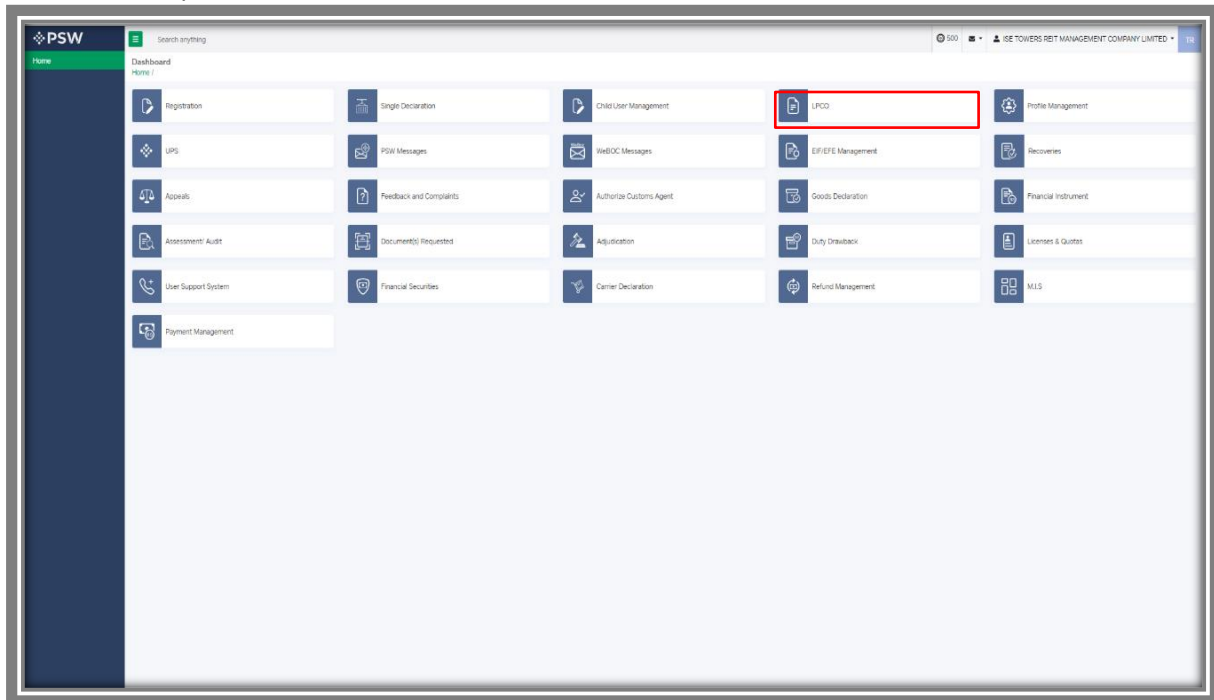 PSW
Search anything
500
ISE TOWERS REIT MANAGEMENT COMPANY LIMITED
TR
Home
Dashboard
Home /
Registration
Single Declaration
Child User Management
LPCO
Profile Management
UPS
PSW Messages
WeBOC Messages
EIF/EFE Management
Recoveries
Appeals
Feedback and Complaints
Authorize Customs Agent
Goods Declaration
Financial Instrument
Assessment/ Audit
Document(s) Requested
Adjudication
Duty Drawback
Licenses & Quotas
User Support System
Financial Securities
Carrier Declaration
Refund Management
M.I.S
Payment Management